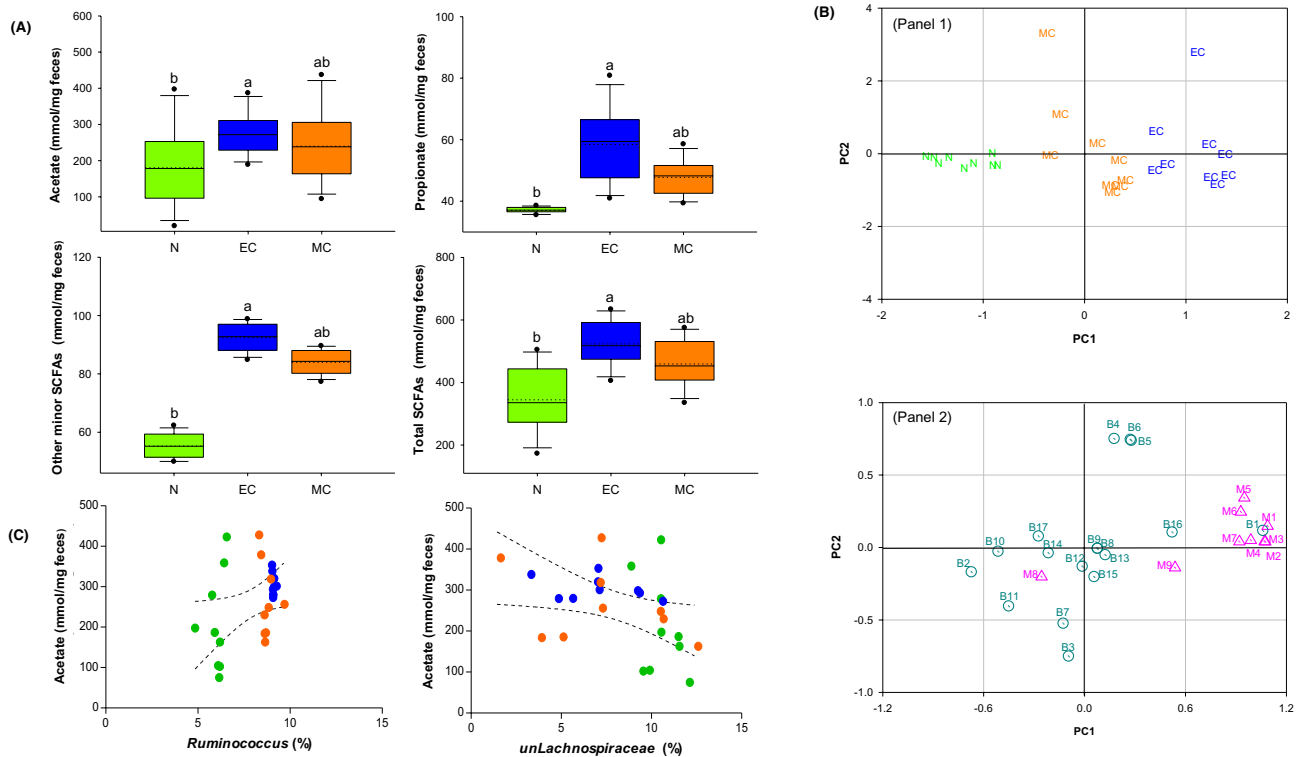 (A)
600
500
400
300
200
100
Acetate (mmol/mg feces)
b
a
ab
N
EC
MC
100
80
60
40
Propionate (mmol/mg feces)
b
a
ab
N
EC
MC
120
100
80
60
Other minor SCFAs (mmol/mg feces)
b
a
ab
N
EC
MC
800
600
400
200
Total SCFAs (mmol/mg feces)
b
a
ab
N
EC
MC
(B)
(Panel 1)
4
2
0
-2
-4
PC2
MC
EC
MC
EC
MC
EC
N
N
N
N
N
N
N
N
N
MC
MC
MC
MC
MC
MC
EC
EC
EC
EC
EC
EC
EC
-2
-1
0
1
2
PC1
(Panel 2)
1.0
0.5
0.0
-0.5
-1.0
PC2
B4
B6
B5
M5
M6
M1
B1
B16
B17
M7
M3
B10
B14
B9
B8
M4
M2
B2
B12
B13
M9
M8
B15
B11
B7
B3
-1.2
-0.6
0.0
0.6
1.2
PC1
(C)
500
400
300
200
100
0
Acetate (mmol/mg feces)
0
5
10
15
Ruminococcus (%)
500
400
300
200
100
0
Acetate (mmol/mg feces)
0
5
10
15
unLachnospiraceae (%)